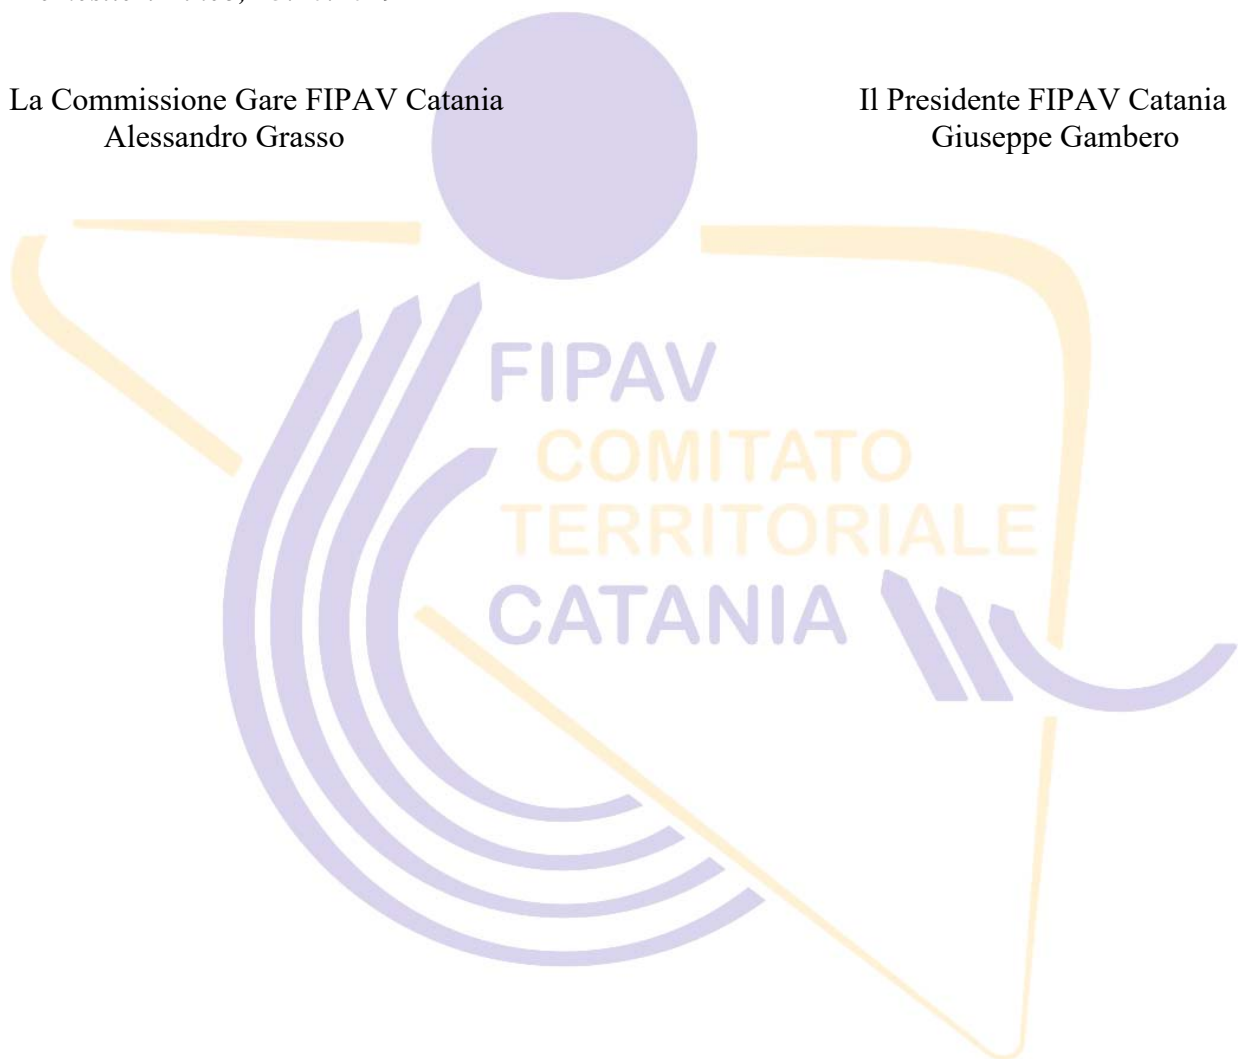 La Commissione Gare FIPAV Catania
Il Presidente FIPAV Catania
Alessandro Grasso
Giuseppe Gambero
FIPAV
COMITATO
TERRITORIALE
CATANIA